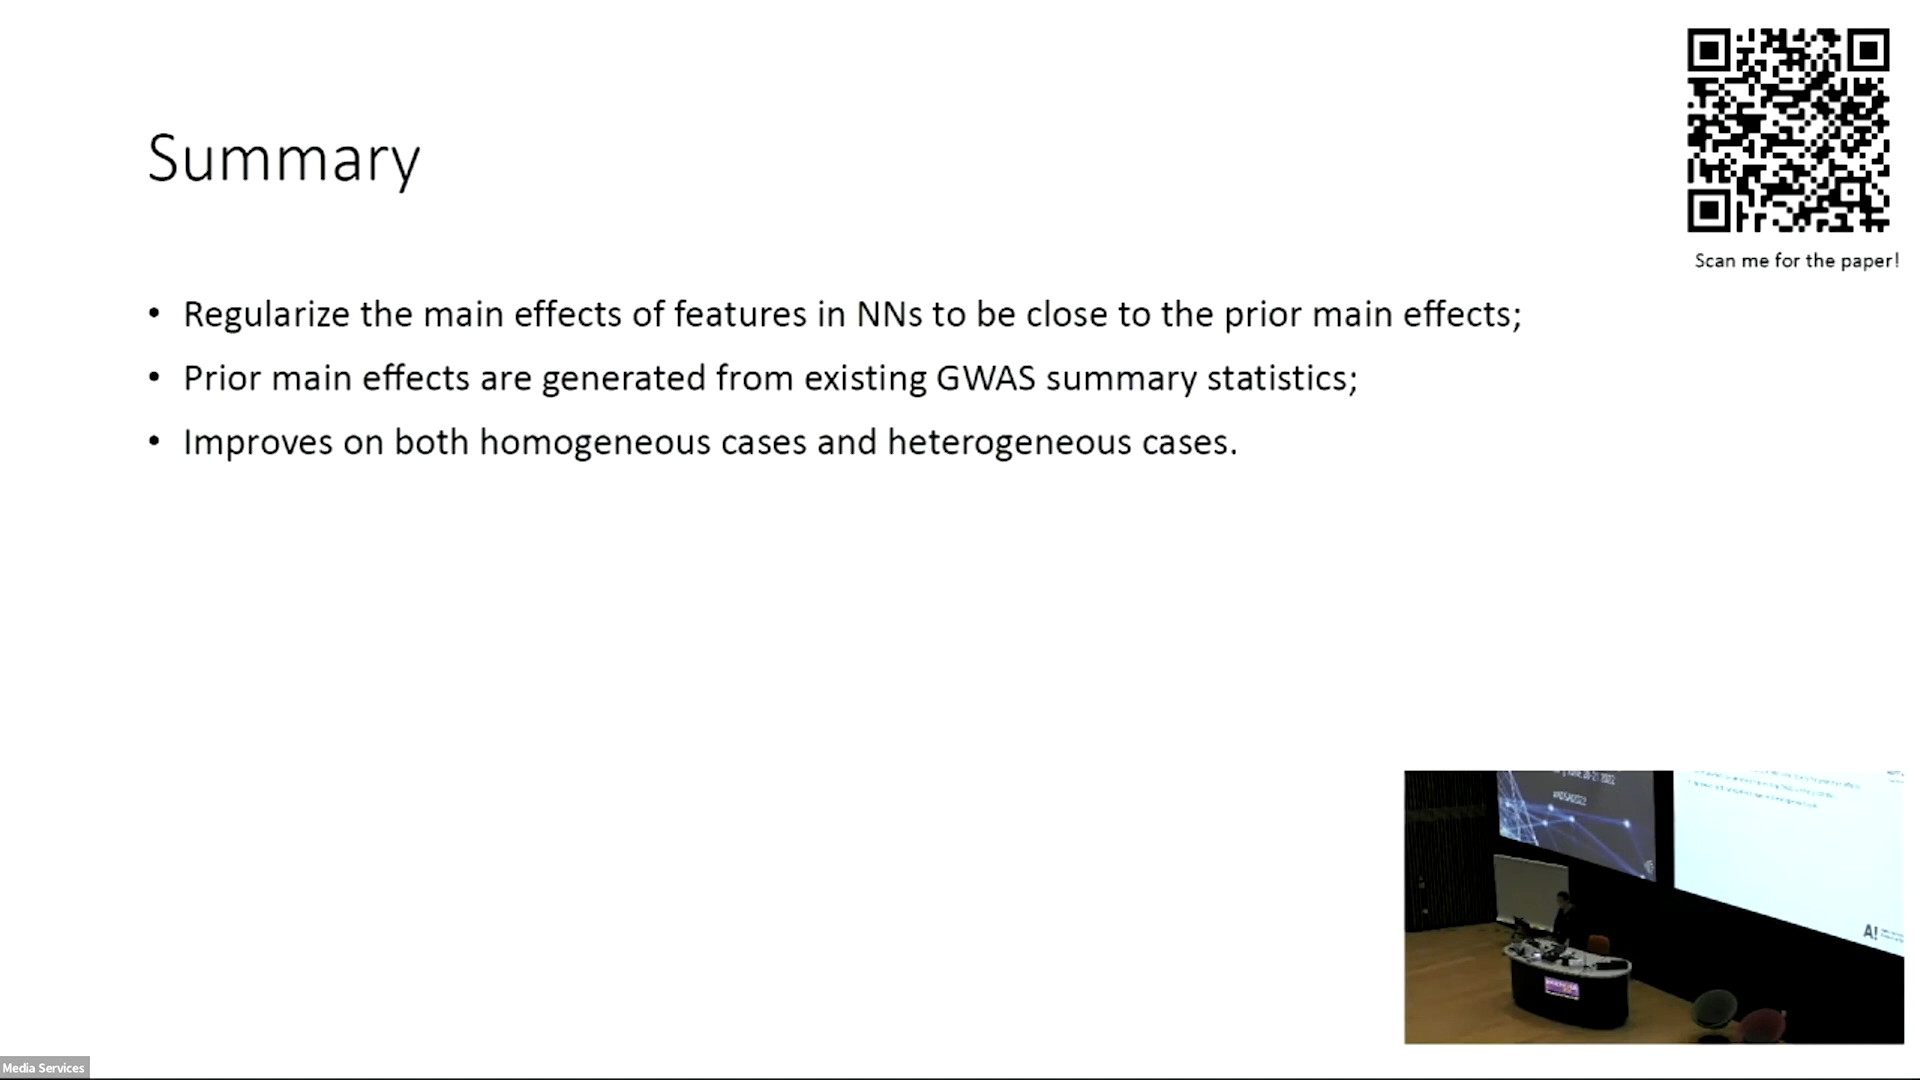 Scan me for the paper!
Summary
• Regularize the main effects of features in NNs to be close to the prior main effects;
• Prior main effects are generated from existing GWAS summary statistics;
• Improves on both homogeneous cases and heterogeneous cases.
A!
Media Services